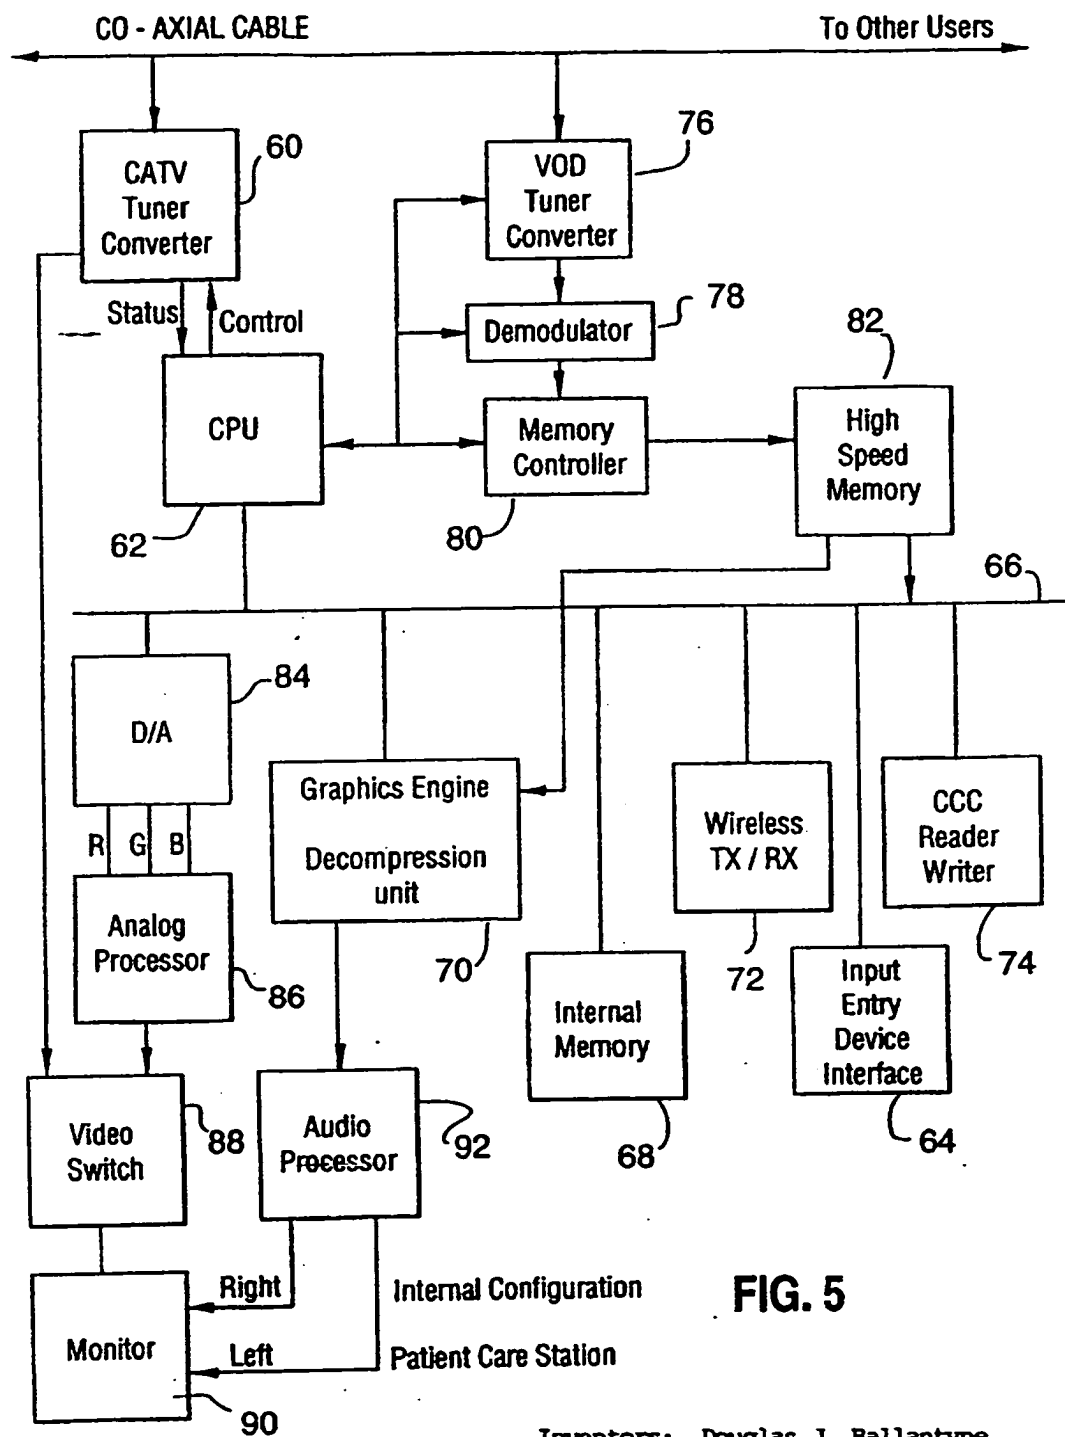 CO - AXIAL CABLE
To Other Users
CATV
Tuner
Converter
60
VOD
Tuner
Converter
76
Status
Control
Demodulator
78
CPU
62
Memory
Controller
80
High
Speed
Memory
82
66
D/A
84
R G B
Graphics Engine
Decompression
unit
70
Wireless
TX / RX
72
CCC
Reader
Writer
74
Analog
Processor
86
Internal
Memory
68
Input
Entry
Device
Interface
64
Video
Switch
88
Audio
Processor
92
Right
Left
Internal Configuration
Patient Care Station
FIG. 5
Monitor
90
Inventors: Douglas J. Ballantyne